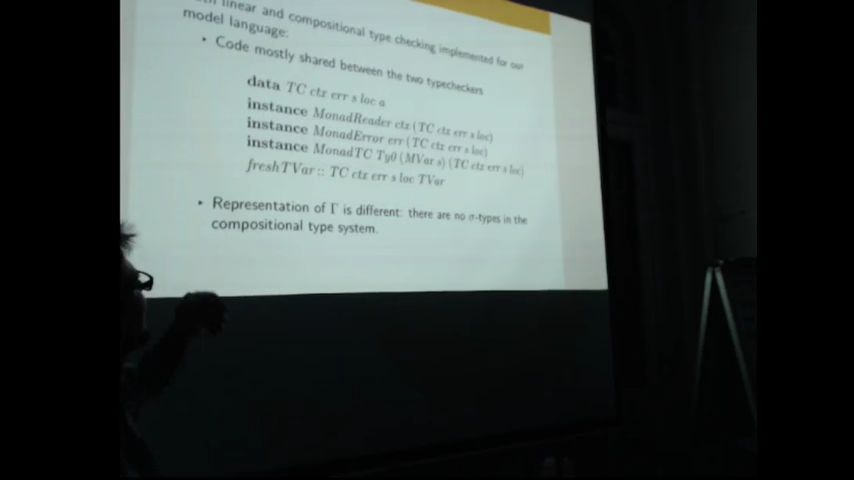 linear and compositional type checking implemented for our
model language:
• Code mostly shared between the two typecheckers
data TC ctx err s loc a
instance MonadReader ctx (TC ctx err s loc)
instance MonadError err (TC ctx err s loc)
instance MonadTC Ty0 (MVar s) (TC ctx err s loc)
freshTVar :: TC ctx err s loc TVar
• Representation of Γ is different: there are no σ-types in the
compositional type system.